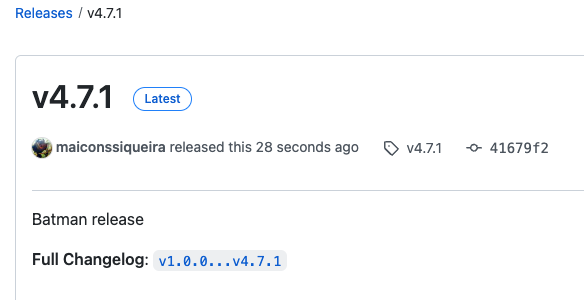 Releases / v4.7.1
v4.7.1 Latest
maiconssiqueira released this 28 seconds ago v4.7.1 41679f2
Batman release
Full Changelog: v1.0.0...v4.7.1